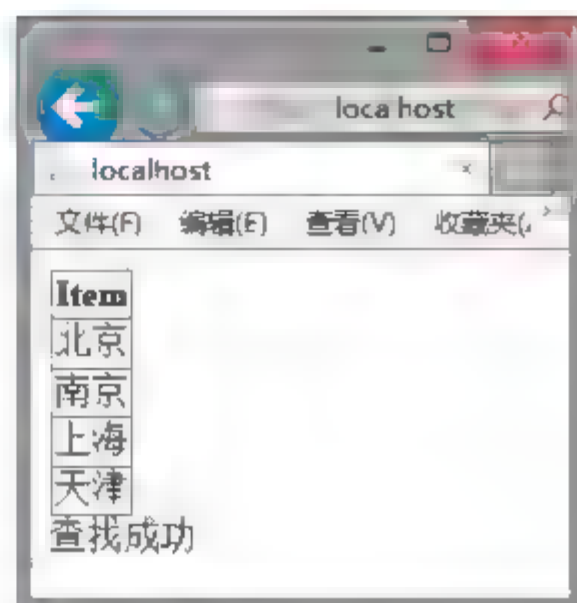 loca host
localhost
文件(F) 编辑(E) 查看(V) 收藏夹(
Item
北京
南京
上海
天津
查找成功